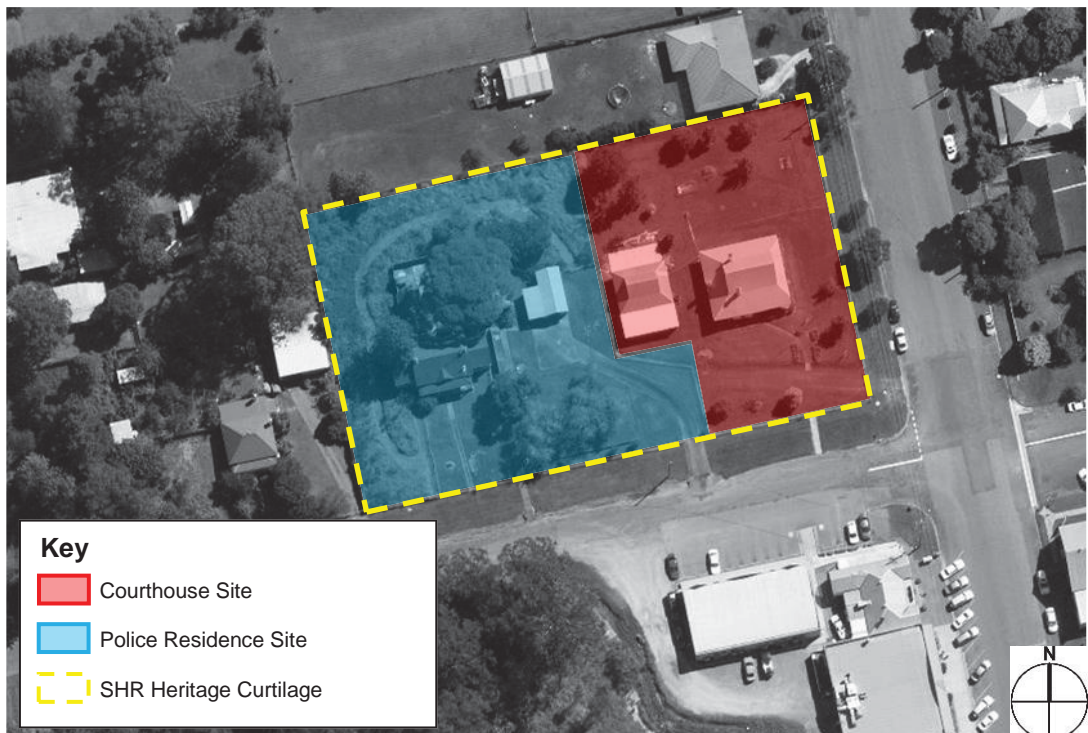 Key
Courthouse Site
Police Residence Site
SHR Heritage Curtilage
N